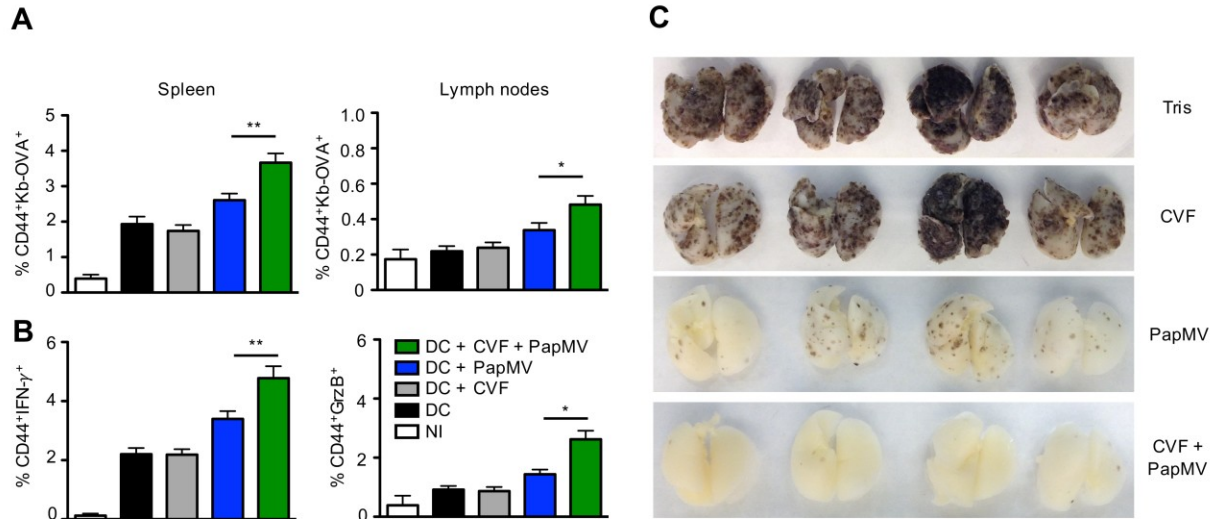 A
Spleen
% CD44⁺Kb-OVA⁺
5
4
3
2
1
0
**
Lymph nodes
% CD44⁺Kb-OVA⁺
1.0
0.8
0.6
0.4
0.2
0
*
B
% CD44⁺IFN-γ⁺
6
4
2
0
**
% CD44⁺GrzB⁺
6
4
2
0
DC + CVF + PapMV
DC + PapMV
DC + CVF
DC
NI
*
C
Tris
CVF
PapMV
CVF +
PapMV